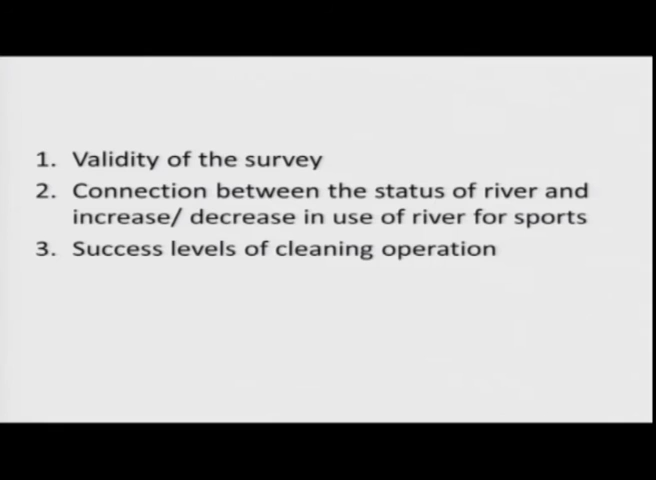 1. Validity of the survey
2. Connection between the status of river and
increase/ decrease in use of river for sports
3. Success levels of cleaning operation